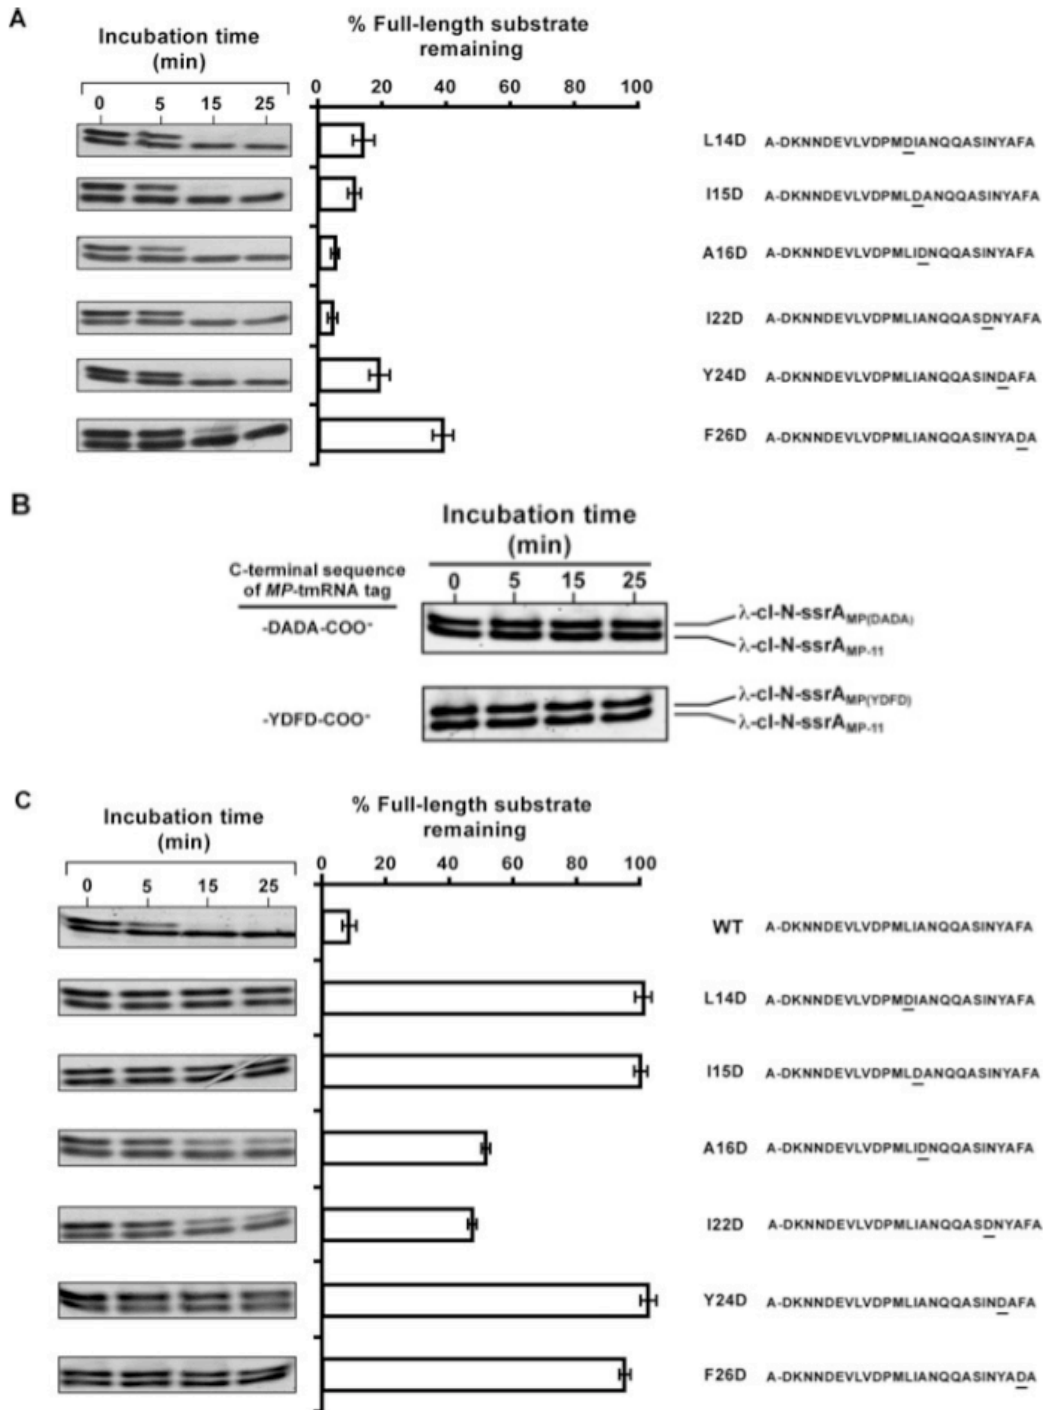 A
Incubation time
(min)
% Full-length substrate
remaining
0 5 15 25
0 20 40 60 80 100
L14D A-DKNNDEVLVDPMDIANQQASINYAFA
I15D A-DKNNDEVLVDPMLDANQQASINYAFA
A16D A-DKNNDEVLVDPMLIDNQQASINYAFA
I22D A-DKNNDEVLVDPMLIANQQASDNYAFA
Y24D A-DKNNDEVLVDPMLIANQQASINDAFA
F26D A-DKNNDEVLVDPMLIANQQASINYADA
B
Incubation time
(min)
C-terminal sequence
of MP-tmRNA tag
0 5 15 25
-DADA-COO⁻
λ-cI-N-ssrAMP(DADA)
λ-cI-N-ssrAMP-11
-YDFD-COO⁻
λ-cI-N-ssrAMP(YDFD)
λ-cI-N-ssrAMP-11
C
Incubation time
(min)
% Full-length substrate
remaining
0 5 15 25
0 20 40 60 80 100
WT A-DKNNDEVLVDPMLIANQQASINYAFA
L14D A-DKNNDEVLVDPMDIANQQASINYAFA
I15D A-DKNNDEVLVDPMLDANQQASINYAFA
A16D A-DKNNDEVLVDPMLIDNQQASINYAFA
I22D A-DKNNDEVLVDPMLIANQQASDNYAFA
Y24D A-DKNNDEVLVDPMLIANQQASINDAFA
F26D A-DKNNDEVLVDPMLIANQQASINYADA